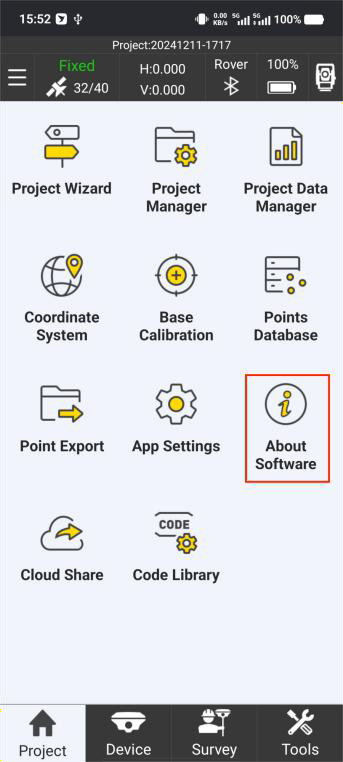 15:52 0.00 KB/s 5G 5G 100%
Project:20241211-1717
Fixed H:0.000 Rover 100%
32/40 V:0.000
Project Wizard Project Manager Project Data Manager
Coordinate System Base Calibration Points Database
Point Export App Settings About Software
CODE
Cloud Share Code Library
Project Device Survey Tools